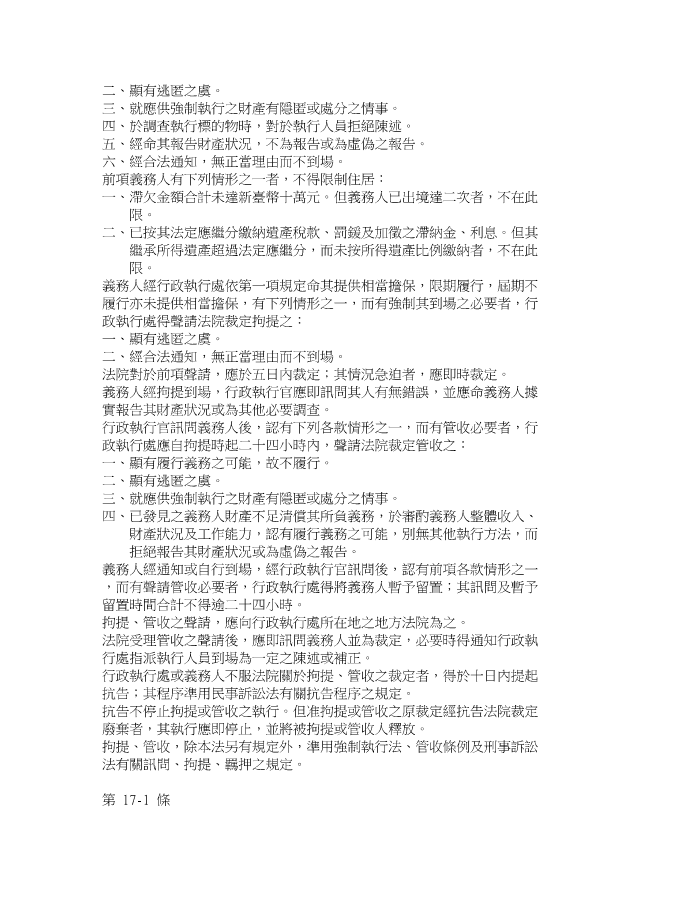 二、顯有逃匿之虞。
三、就應供強制執行之財產有隱匿或處分之情事。
四、於調查執行標的物時，對於執行人員拒絕陳述。
五、經命其報告財產狀況，不為報告或為虛偽之報告。
六、經合法通知，無正當理由而不到場。
前項義務人有下列情形之一者，不得限制住居：
一、滯欠金額合計未達新臺幣十萬元。但義務人已出境達二次者，不在此
限。
二、已按其法定應繼分繳納遺產稅款、罰鍰及加徵之滯納金、利息。但其
繼承所得遺產超過法定應繼分，而未按所得遺產比例繳納者，不在此
限。
義務人經行政執行處依第一項規定命其提供相當擔保，限期履行，屆期不
履行亦未提供相當擔保，有下列情形之一，而有強制其到場之必要者，行
政執行處得聲請法院裁定拘提之：
一、顯有逃匿之虞。
二、經合法通知，無正當理由而不到場。
法院對於前項聲請，應於五日內裁定；其情況急迫者，應即時裁定。
義務人經拘提到場，行政執行官應即訊問其人有無錯誤，並應命義務人據
實報告其財產狀況或為其他必要調查。
行政執行官訊問義務人後，認有下列各款情形之一，而有管收必要者，行
政執行處應自拘提時起二十四小時內，聲請法院裁定管收之：
一、顯有履行義務之可能，故不履行。
二、顯有逃匿之虞。
三、就應供強制執行之財產有隱匿或處分之情事。
四、已發見之義務人財產不足清償其所負義務，於審酌義務人整體收入、
財產狀況及工作能力，認有履行義務之可能，別無其他執行方法，而
拒絕報告其財產狀況或為虛偽之報告。
義務人經通知或自行到場，經行政執行官訊問後，認有前項各款情形之一
，而有聲請管收必要者，行政執行處得將義務人暫予留置；其訊問及暫予
留置時間合計不得逾二十四小時。
拘提、管收之聲請，應向行政執行處所在地之地方法院為之。
法院受理管收之聲請後，應即訊問義務人並為裁定，必要時得通知行政執
行處指派執行人員到場為一定之陳述或補正。
行政執行處或義務人不服法院關於拘提、管收之裁定者，得於十日內提起
抗告；其程序準用民事訴訟法有關抗告程序之規定。
抗告不停止拘提或管收之執行。但准拘提或管收之原裁定經抗告法院裁定
廢棄者，其執行應即停止，並將被拘提或管收人釋放。
拘提、管收，除本法另有規定外，準用強制執行法、管收條例及刑事訴訟
法有關訊問、拘提、羈押之規定。
第 17-1 條